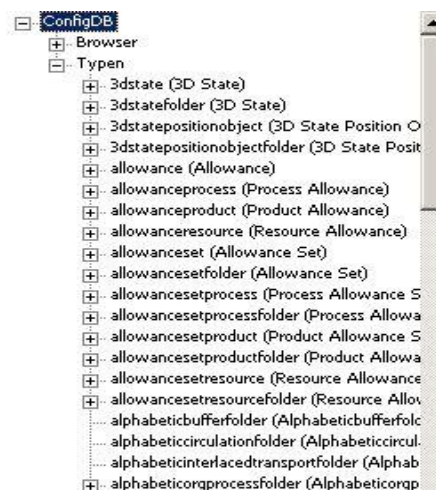 ConfigDB
Browser
Typen
3dstate (3D State)
3dstatefolder (3D State)
3dstatepositionobject (3D State Position O
3dstatepositionobjectfolder (3D State Posit
allowance (Allowance)
allowanceprocess (Process Allowance)
allowanceproduct (Product Allowance)
allowanceresource (Resource Allowance)
allowanceset (Allowance Set)
allowancesetfolder (Allowance Set)
allowancesetprocess (Process Allowance S
allowancesetprocessfolder (Process Allowa
allowancesetproduct (Product Allowance S
allowancesetproductfolder (Product Allowa
allowancesetresource (Resource Allowance
allowancesetresourcefolder (Resource Allow
alphabeticbufferfolder (Alphabeticbufferfolc
alphabeticcirculationfolder (Alphabeticcircul
alphabeticinterlacedtransportfolder (Alphab
alphabeticorgprocessfolder (Alphabeticorgp